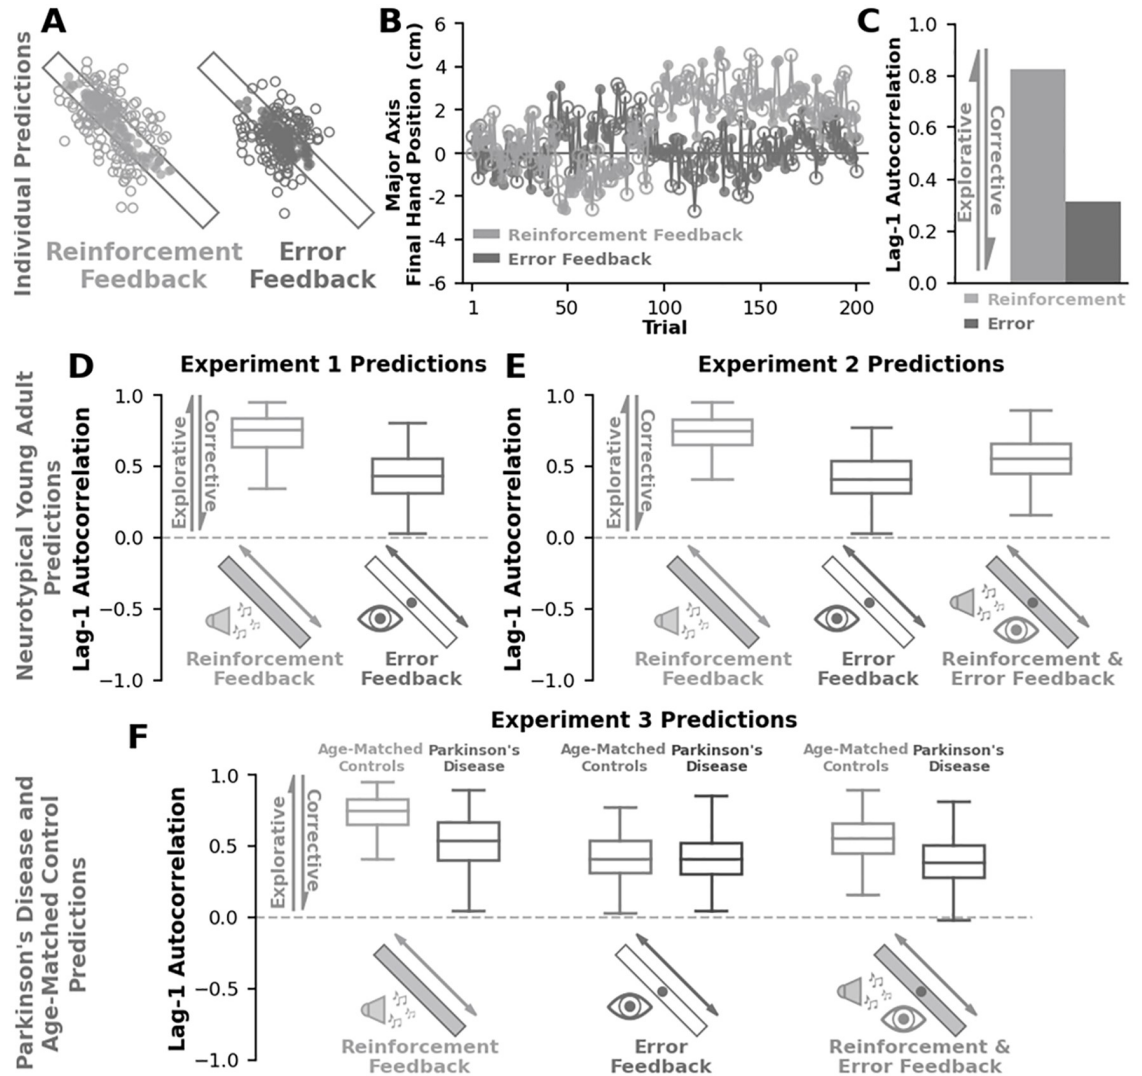 A
Individual Predictions
Reinforcement
Feedback
Error
Feedback
B
Major Axis
Final Hand Position (cm)
6
4
2
0
-2
-4
-6
Reinforcement Feedback
Error Feedback
1
50
100
150
200
Trial
C
Lag-1 Autocorrelation
1.0
0.8
0.6
0.4
0.2
0.0
Explorative
Corrective
Reinforcement
Error
Neurotypical Young Adult
Predictions
D
Experiment 1 Predictions
Lag-1 Autocorrelation
1.0
0.5
0.0
−0.5
−1.0
Explorative
Corrective
Reinforcement
Feedback
Error
Feedback
E
Experiment 2 Predictions
Lag-1 Autocorrelation
1.0
0.5
0.0
−0.5
−1.0
Explorative
Corrective
Reinforcement
Feedback
Error
Feedback
Reinforcement &
Error Feedback
Parkinson's Disease and
Age-Matched Control
Predictions
F
Experiment 3 Predictions
Lag-1 Autocorrelation
1.0
0.5
0.0
−0.5
−1.0
Explorative
Corrective
Age-Matched
Controls
Parkinson's
Disease
Age-Matched
Controls
Parkinson's
Disease
Age-Matched
Controls
Parkinson's
Disease
Reinforcement
Feedback
Error
Feedback
Reinforcement &
Error Feedback